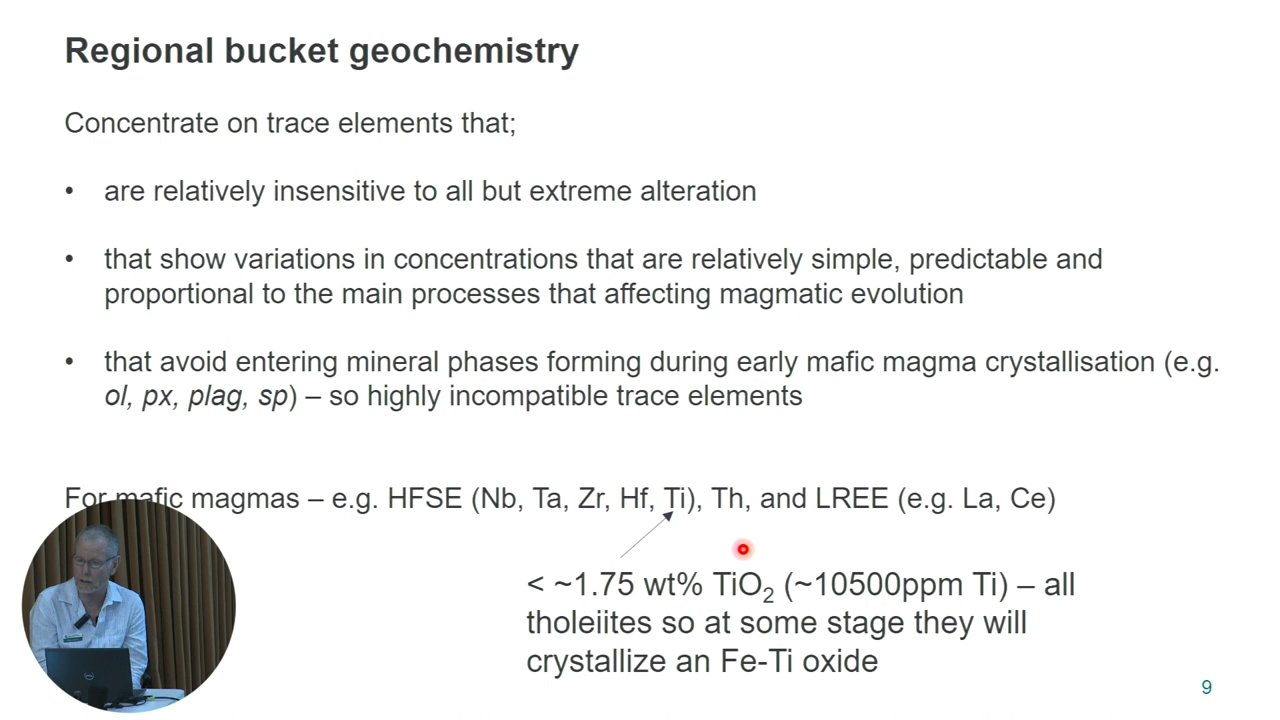 Regional bucket geochemistry
Concentrate on trace elements that;
• are relatively insensitive to all but extreme alteration
• that show variations in concentrations that are relatively simple, predictable and
proportional to the main processes that affecting magmatic evolution
• that avoid entering mineral phases forming during early mafic magma crystallisation (e.g.
ol, px, plag, sp) – so highly incompatible trace elements
For mafic magmas – e.g. HFSE (Nb, Ta, Zr, Hf, Ti), Th, and LREE (e.g. La, Ce)
< ~1.75 wt% TiO₂ (~10500ppm Ti) – all
tholeiites so at some stage they will
crystallize an Fe-Ti oxide
9